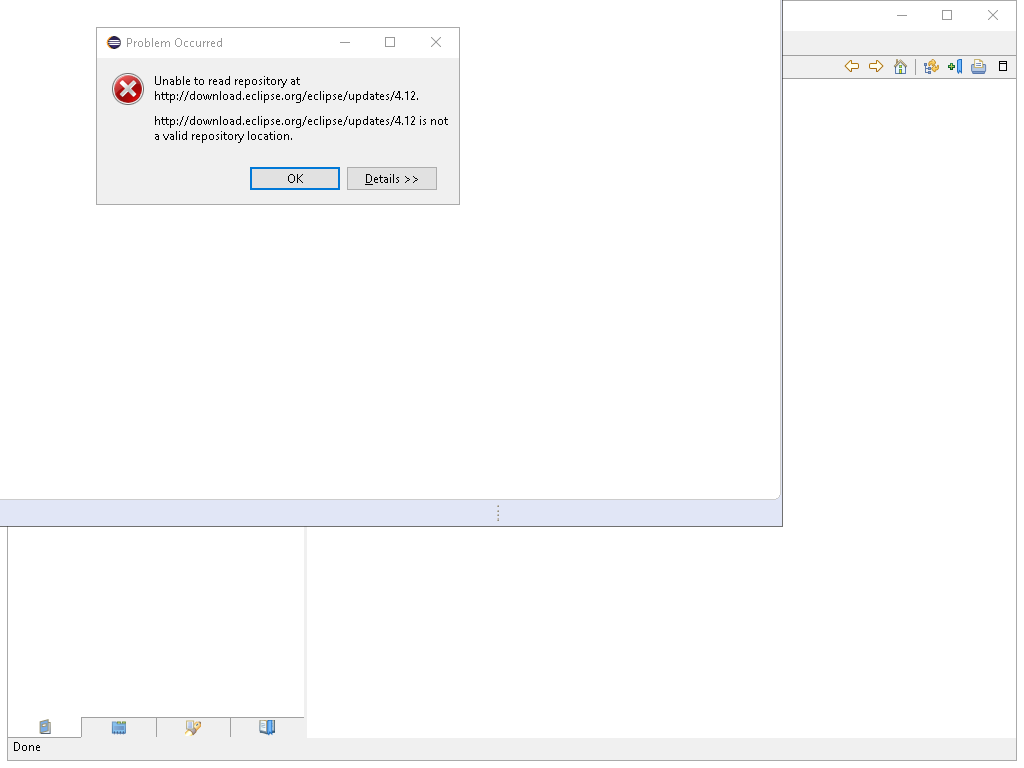 Problem Occurred
Unable to read repository at
http://download.eclipse.org/eclipse/updates/4.12.
http://download.eclipse.org/eclipse/updates/4.12 is not
a valid repository location.
OK
Details >>
Done